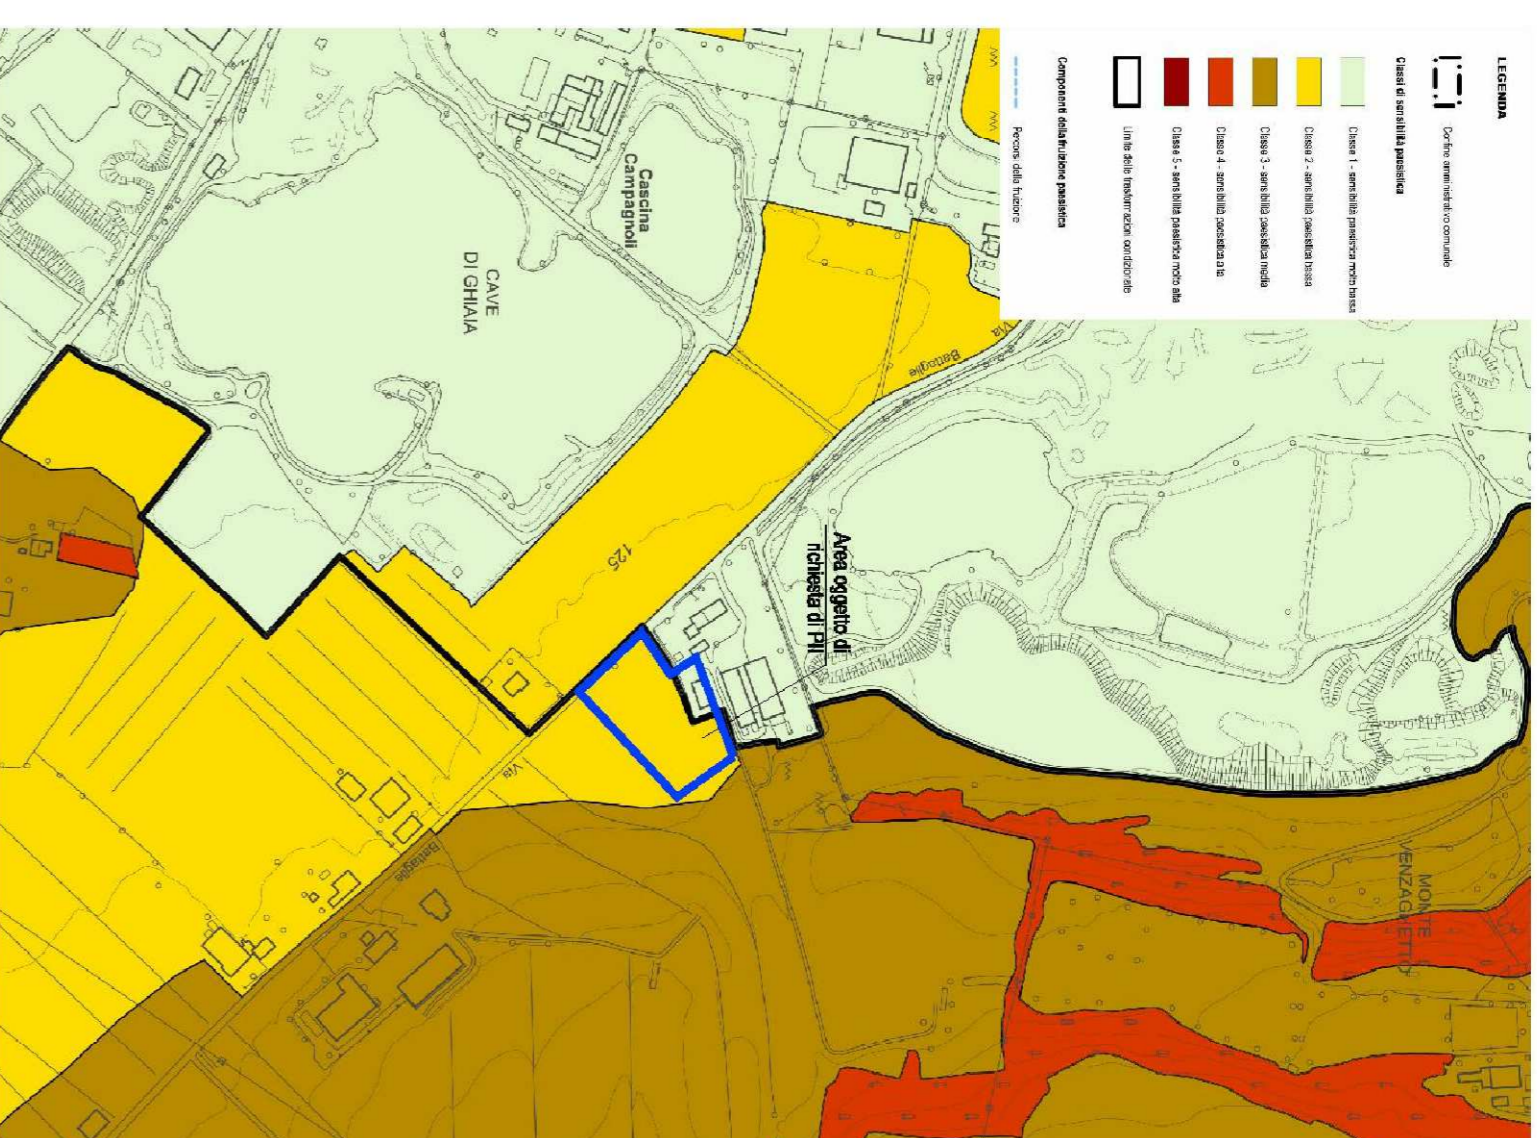 LEGENDA
Confine amministrativo comunale
Classi di sensibilità paesistica
Classe 1 - sensibilità paesistica molto bassa
Classe 2 - sensibilità paesistica bassa
Classe 3 - sensibilità paesistica media
Classe 4 - sensibilità paesistica alta
Classe 5 - sensibilità paesistica molto alta
Limite delle trasformazioni condizionate
Componenti della fruizione paesistica
Percorsi della fruizione
Cascina
Campagnoli
CAVE
DI GHIAIA
Via
Battaglie
125
Area oggetto di
richiesta di PII
Via
Battaglie
MONTE
VENZAGHETTO